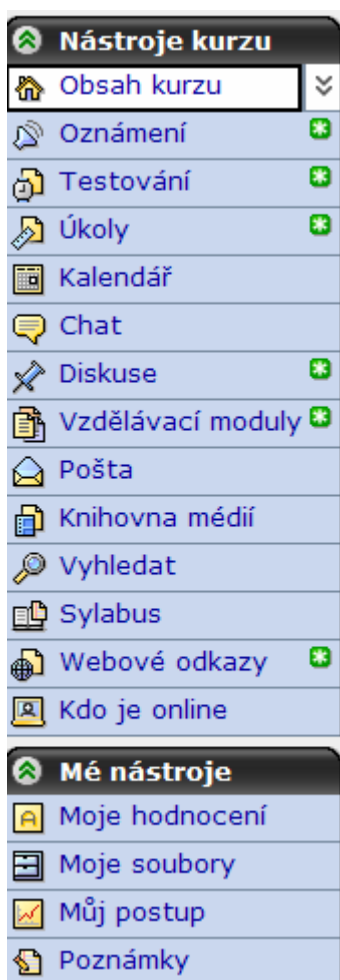 Nástroje kurzu
Obsah kurzu
Oznámení
Testování
Úkoly
Kalendář
Chat
Diskuse
Vzdělávací moduly
Pošta
Knihovna médií
Vyhledat
Sylabus
Webové odkazy
Kdo je online
Mé nástroje
Moje hodnocení
Moje soubory
Můj postup
Poznámky